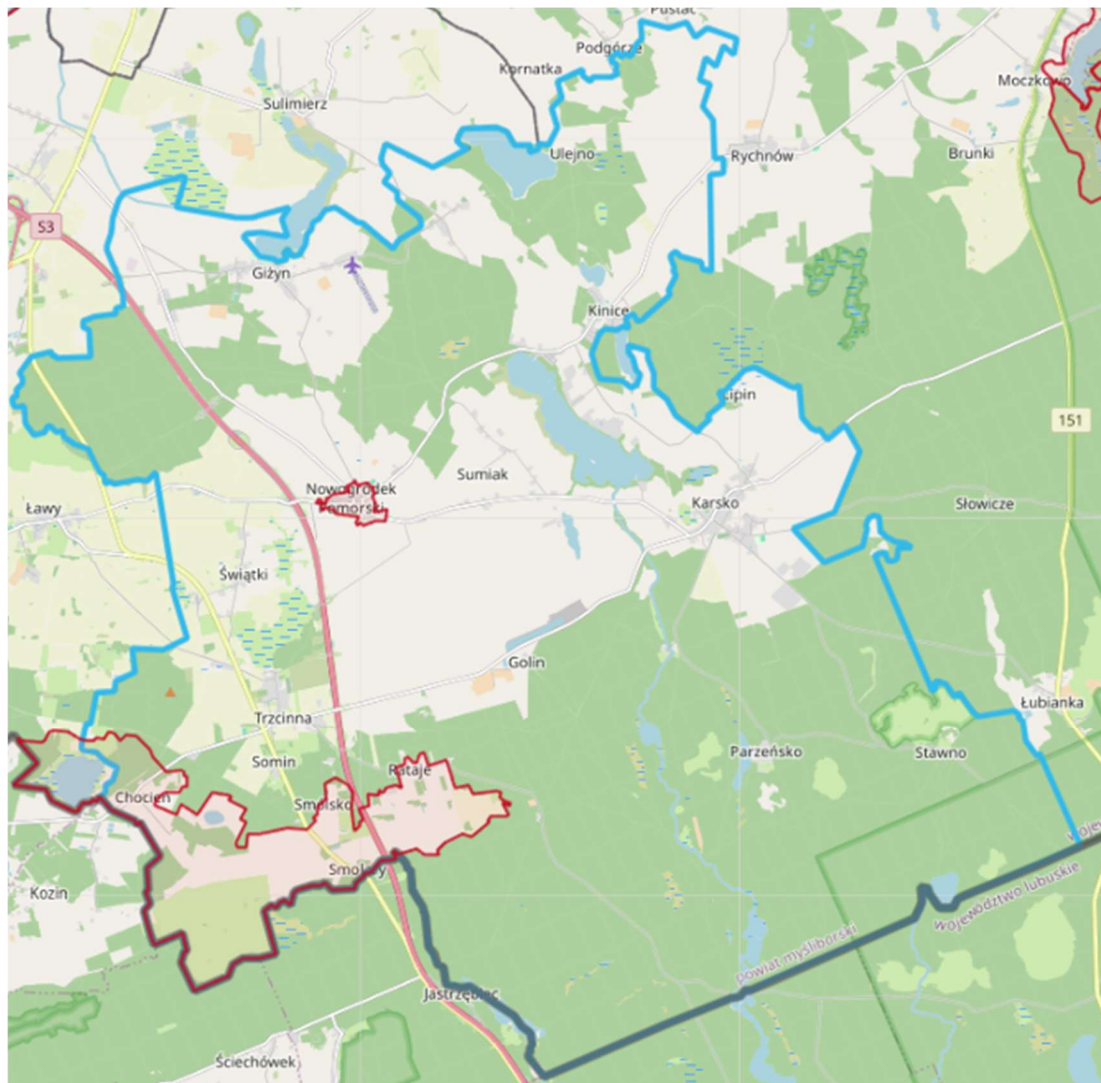 Podgórze
Kornatka
Moczkowo
Sulimierz
Ulejno
Rychnów
Brunki
S3
Giżyn
Kinice
Lipin
151
Sumiak
Nowogródek
Pomorski
Karsko
Słowicze
Ławy
Świątki
Golin
Trzcinna
Łubianka
Parzeńsko
Stawno
Somin
Rataje
Chocień
Smolsko
Smolary
Kozin
województwo lubuskie
powiat myśliborski
Jastrzębiec
Ściechówek